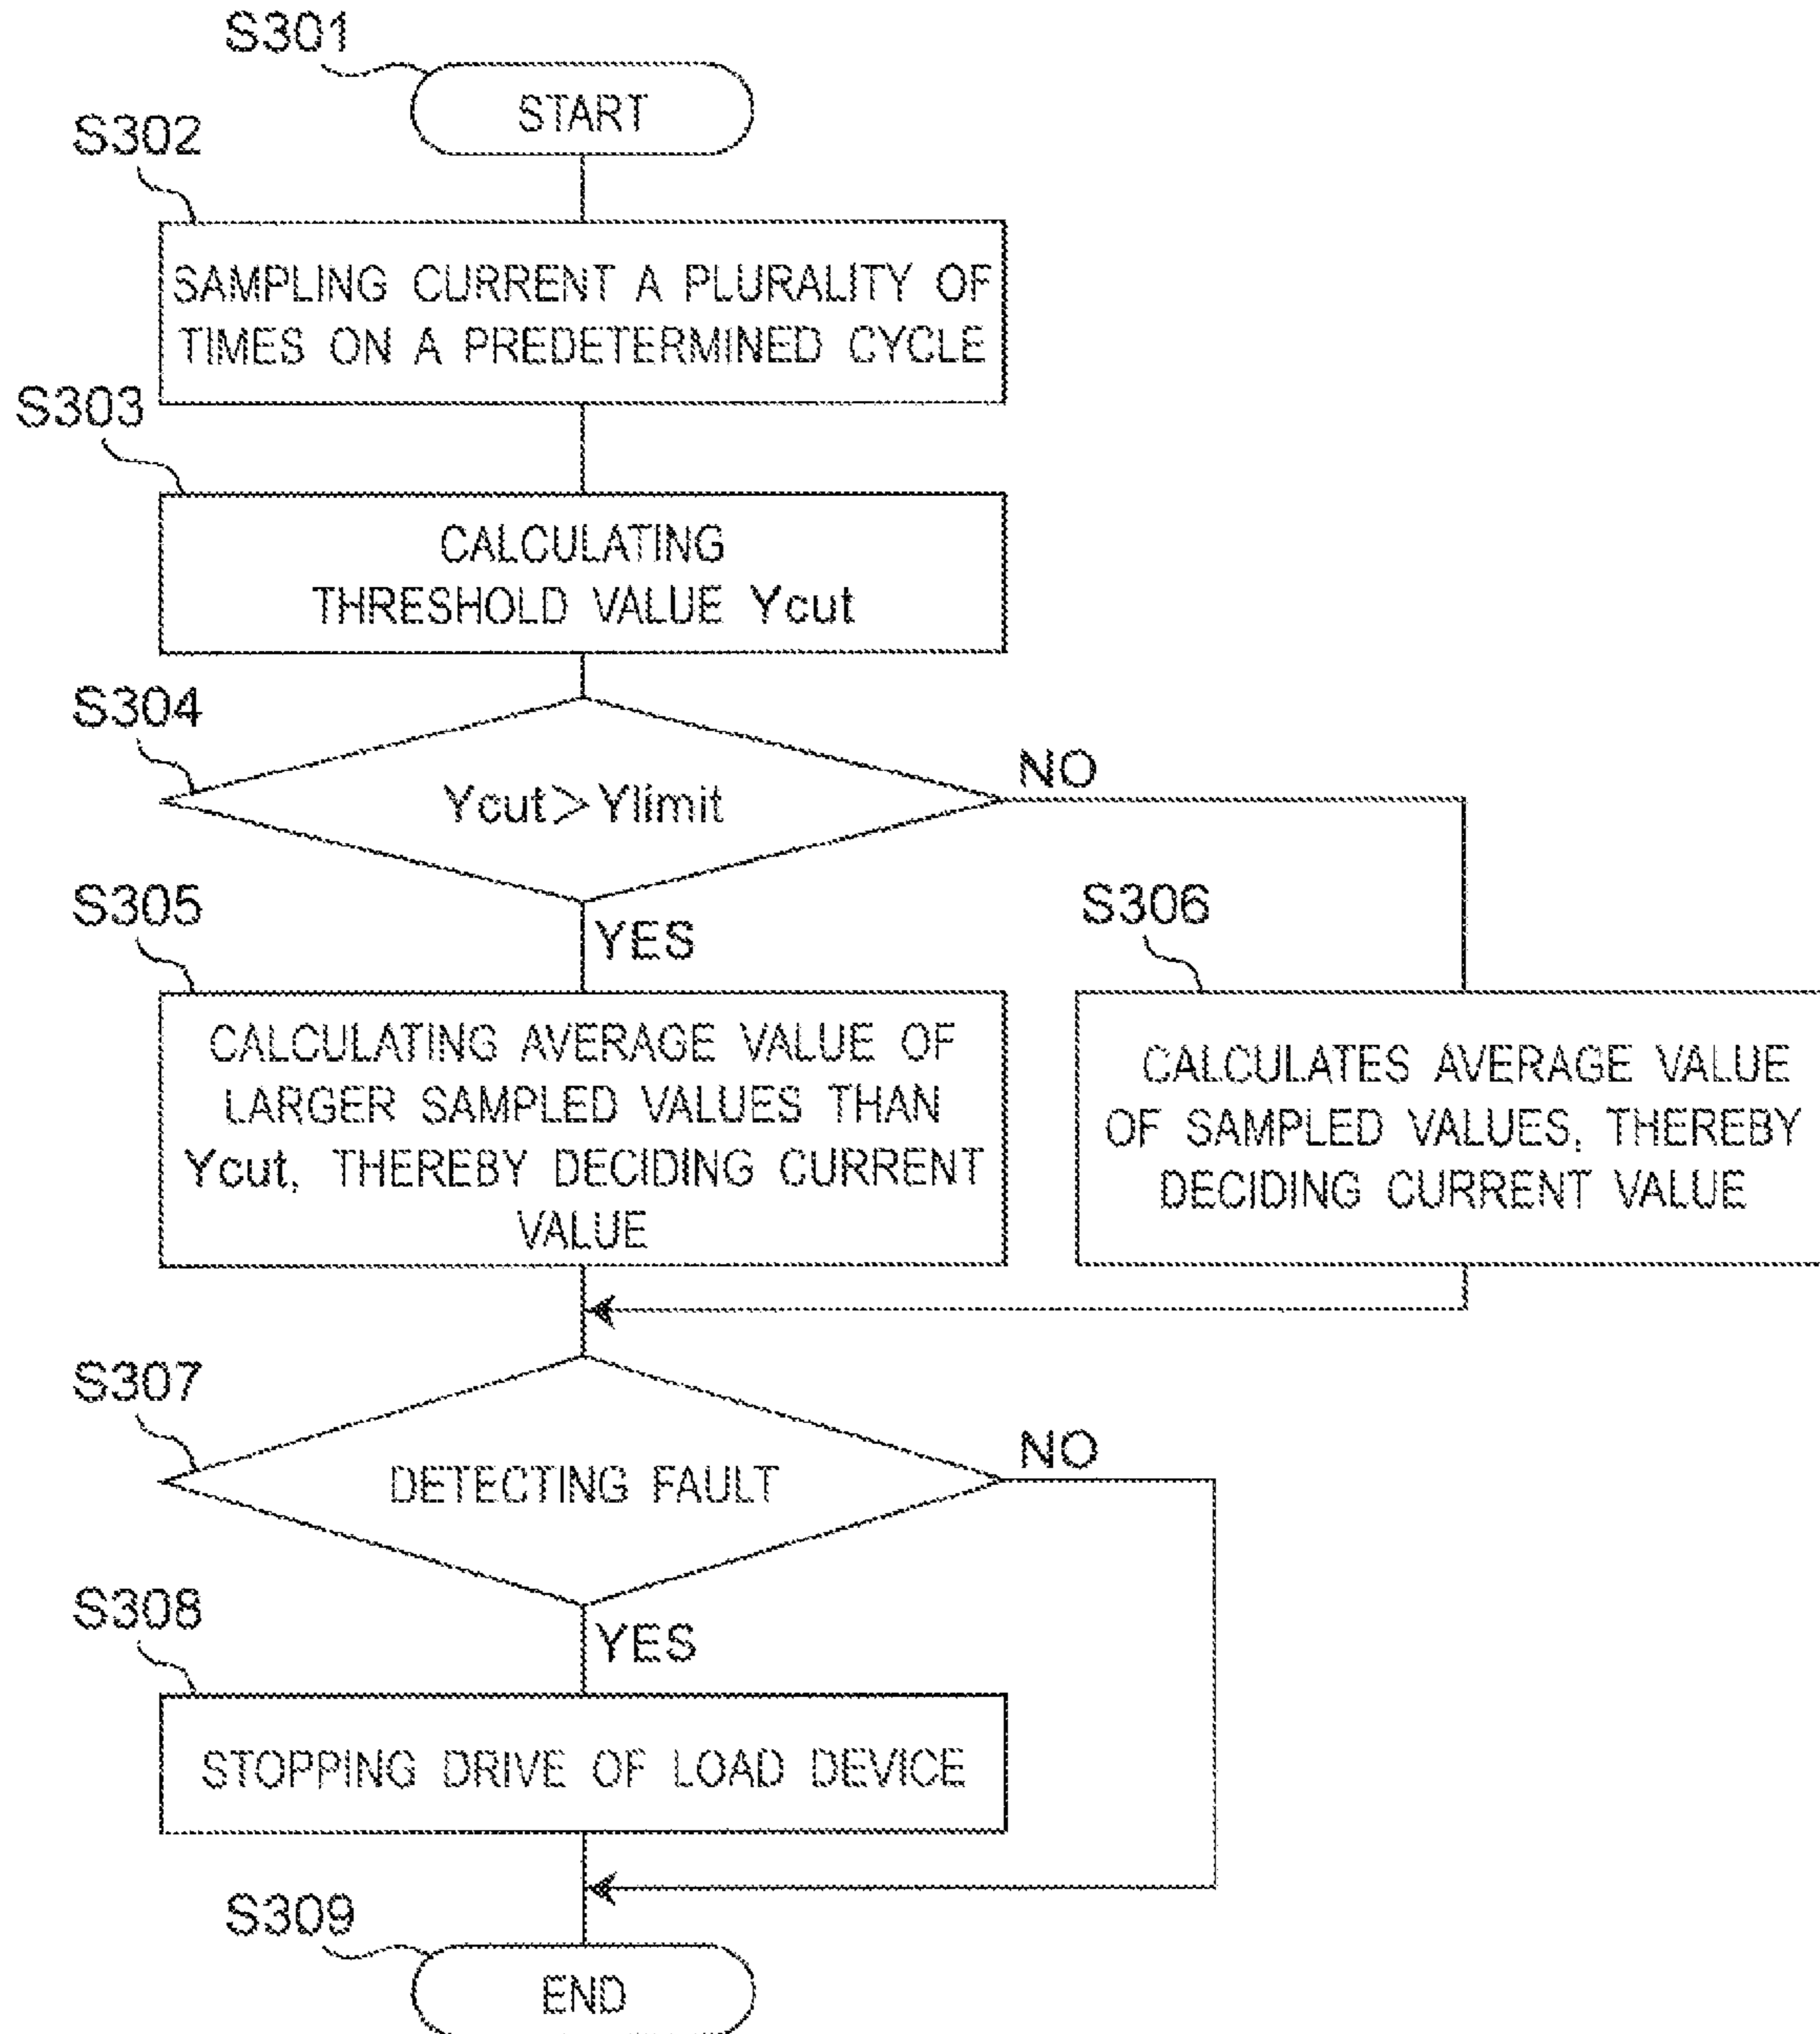 S301
START
S302
SAMPLING CURRENT A PLURALITY OF
TIMES ON A PREDETERMINED CYCLE
S303
CALCULATING
THRESHOLD VALUE Ycut
S304
Ycut>Ylimit
NO
YES
S305
CALCULATING AVERAGE VALUE OF
LARGER SAMPLED VALUES THAN
Ycut, THEREBY DECIDING CURRENT
VALUE
S306
CALCULATES AVERAGE VALUE
OF SAMPLED VALUES, THEREBY
DECIDING CURRENT VALUE
S307
DETECTING FAULT
NO
YES
S308
STOPPING DRIVE OF LOAD DEVICE
S309
END